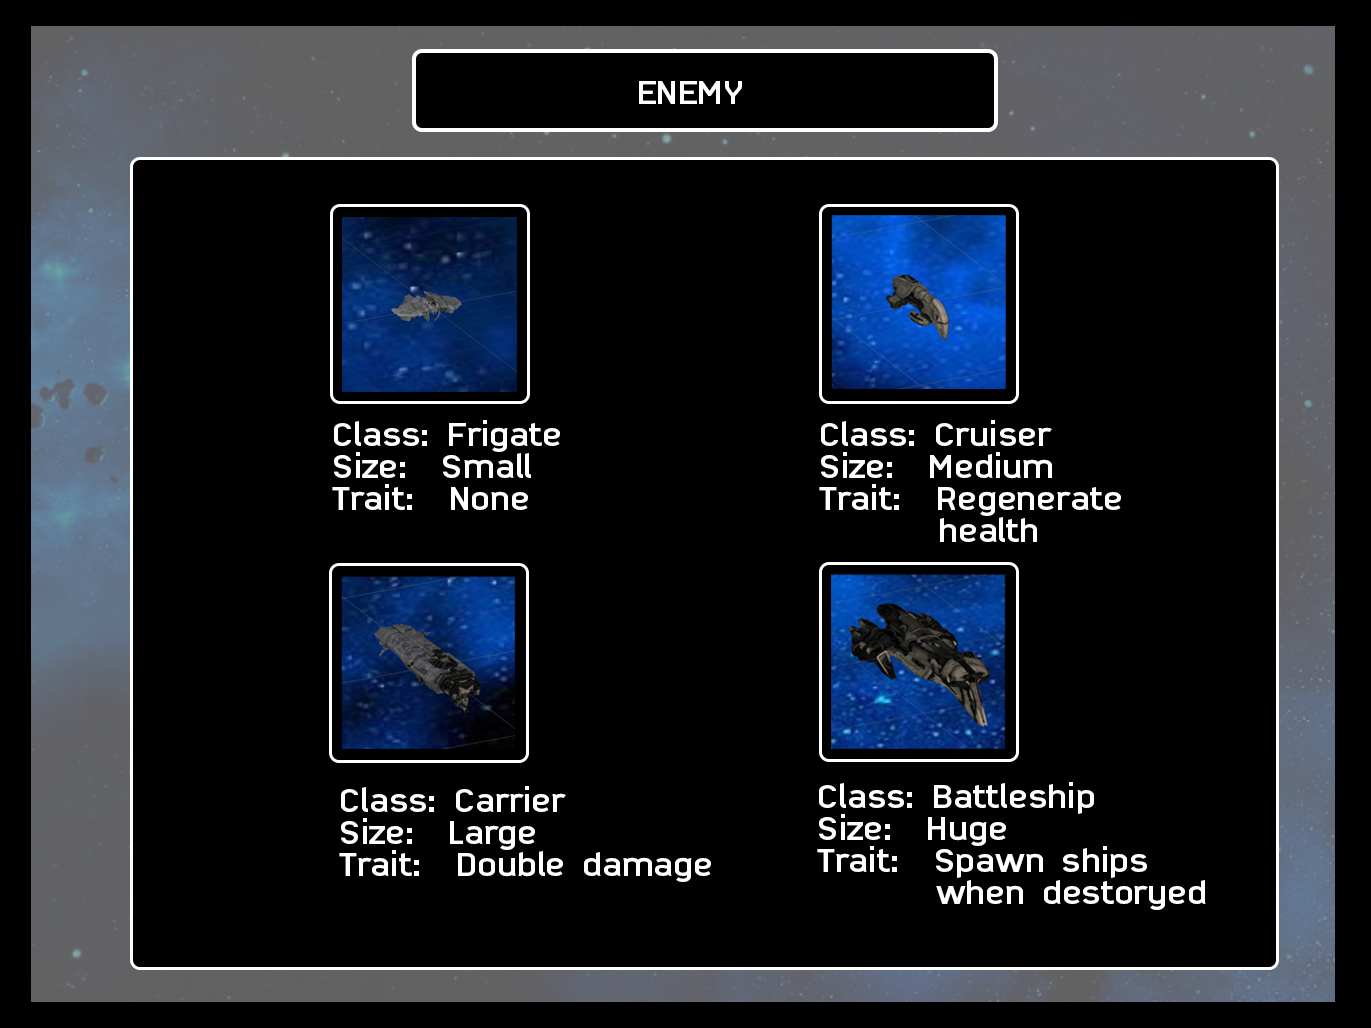 ENEMY
Class: Frigate
Size: Small
Trait: None
Class: Cruiser
Size: Medium
Trait: Regenerate
health
Class: Carrier
Size: Large
Trait: Double damage
Class: Battleship
Size: Huge
Trait: Spawn ships
when destoryed